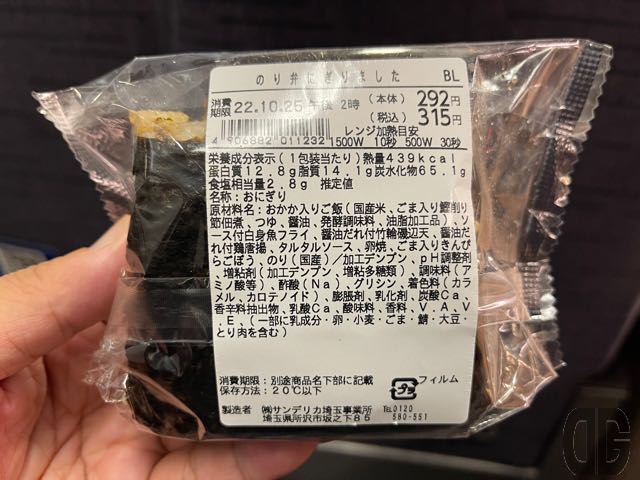 のり弁にぎりました BL
消費期限 22.10.25 午後 2時 (本体) 292円
(税込) 315円
4906882011232
レンジ加熱目安
1500W 10秒 500W 30秒
栄養成分表示(1包装当たり)熱量439kcal
蛋白質12.8g脂質14.1g炭水化物65.1g
食塩相当量2.8g 推定値
名称:おにぎり
原材料名:おかか入りご飯(国産米、ごま入り鰹削り
節佃煮、つゆ、醤油、発酵調味料、油脂加工品)、ソ
ース付白身魚フライ、醤油だれ付竹輪磯辺天、醤油だ
れ付鶏唐揚、タルタルソース、卵焼、ごま入りきんぴ
らごぼう、のり(国産)/加工デンプン、pH調整剤
、増粘剤(加工デンプン、増粘多糖類)、調味料(ア
ミノ酸等)、酢酸(Na)、グリシン、着色料(カラ
メル、カロテノイド)、膨脹剤、乳化剤、炭酸Ca、
香辛料抽出物、乳酸Ca、酸味料、香料、V.A、V
.E、(一部に乳成分・卵・小麦・ごま・鯖・大豆・
とり肉を含む)
消費期限:別途商品名下部に記載
保存方法:20℃以下
プラ フィルム
製造者 (株)サンデリカ埼玉事業所 TEL0120
埼玉県所沢市坂之下85 580-551
DG